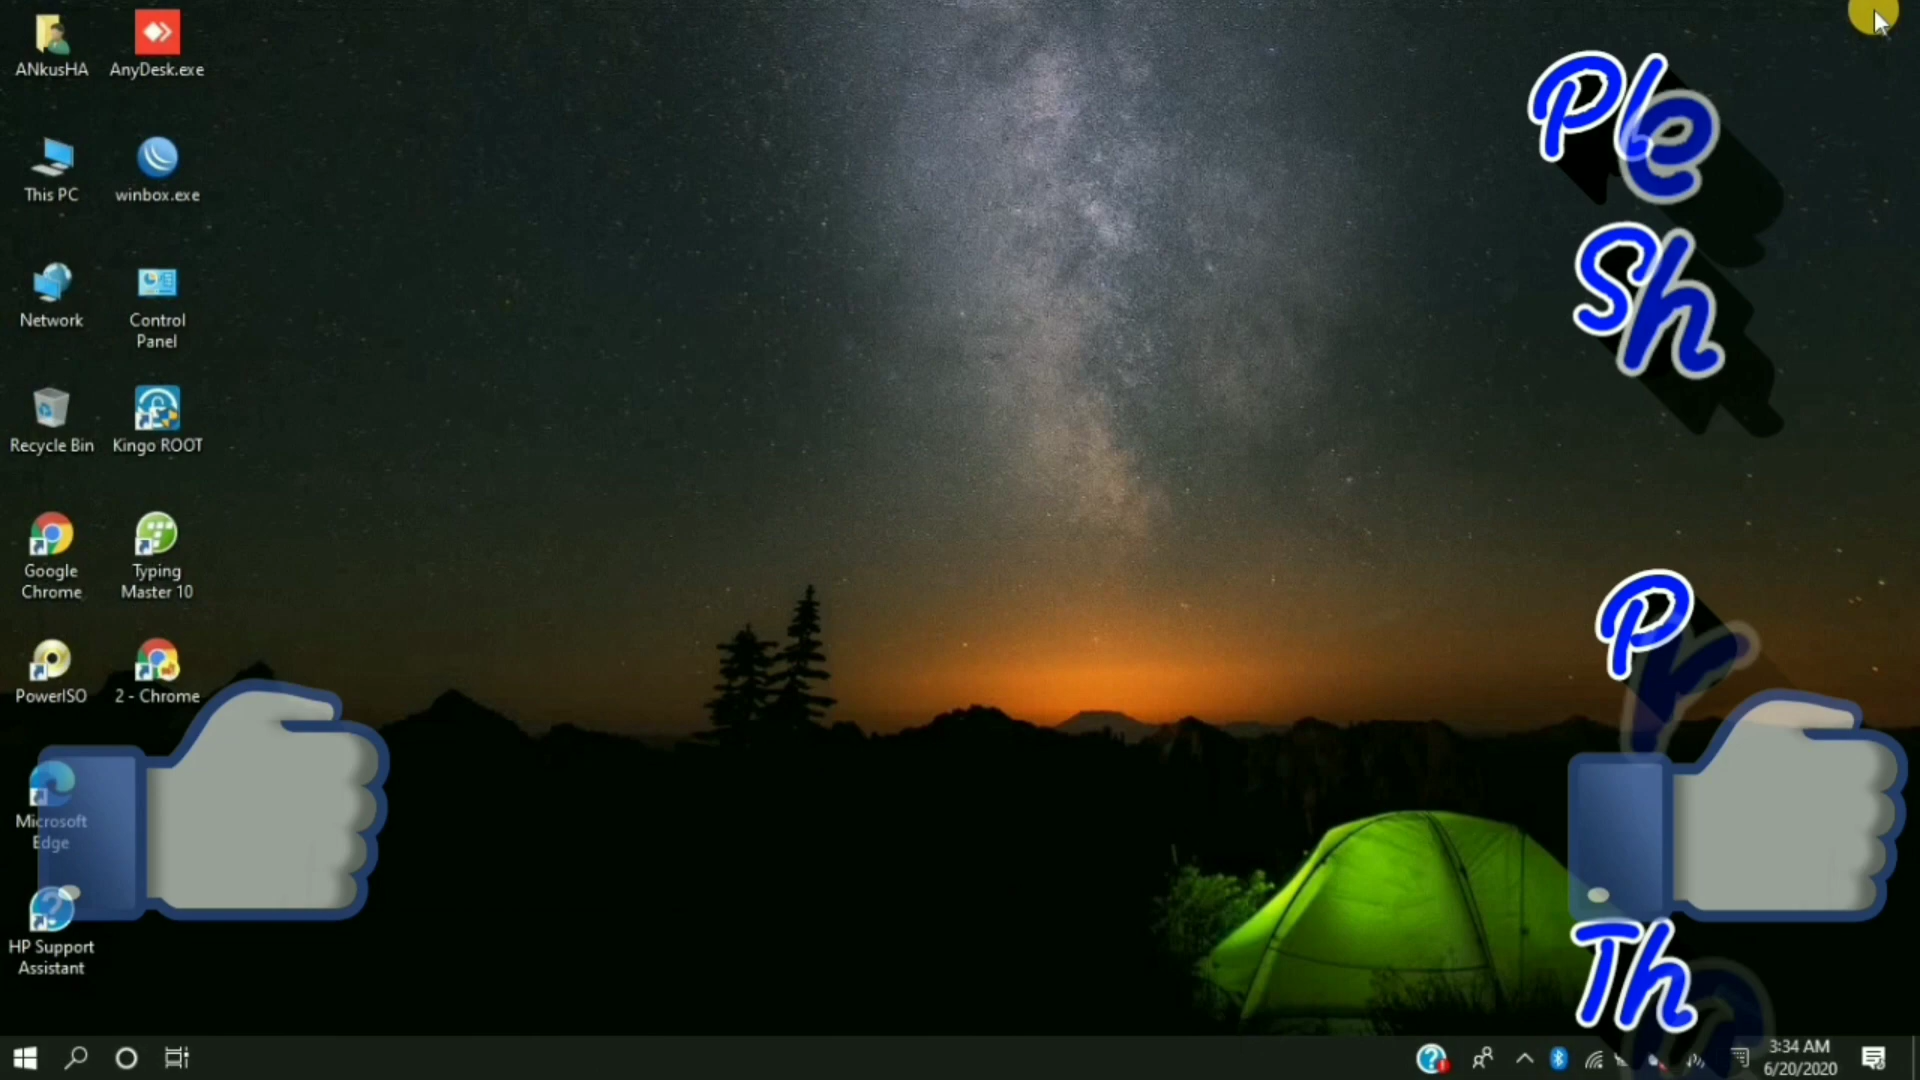 ANkusHA
AnyDesk.exe
This PC
winbox.exe
Network
Control
Panel
Recycle Bin
Kingo ROOT
Google
Chrome
Typing
Master 10
PowerISO
2 - Chrome
Microsoft
Edge
HP Support
Assistant
Ple
Sh
Pr
Th
3:34 AM
6/20/2020